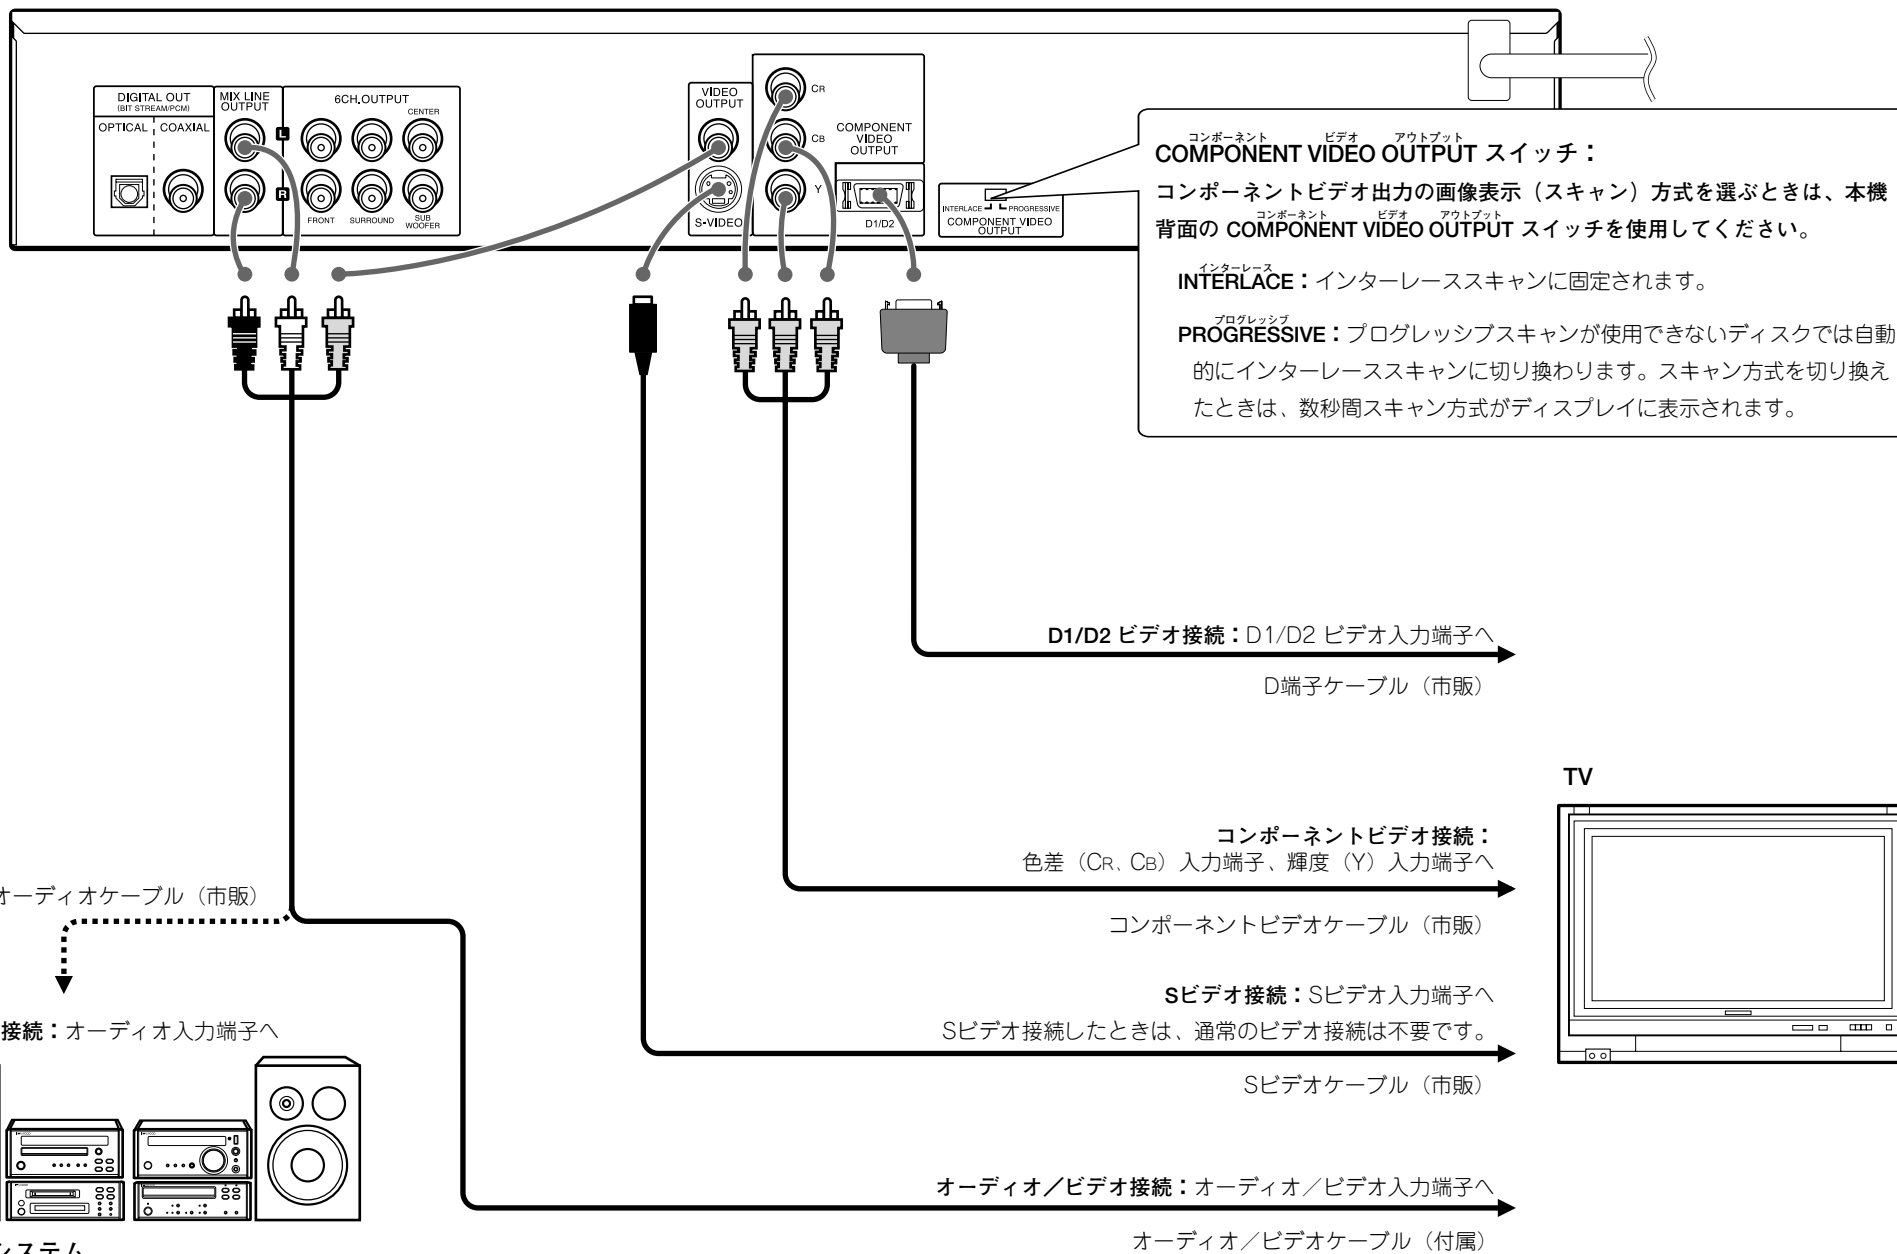 DIGITAL OUT
(BIT STREAM/PCM)
OPTICAL
COAXIAL
MIX LINE
OUTPUT
L
R
6CH.OUTPUT
CENTER
FRONT
SURROUND
SUB
WOOFER
VIDEO
OUTPUT
S-VIDEO
CR
CB
Y
COMPONENT
VIDEO
OUTPUT
D1/D2
INTERLACE
PROGRESSIVE
COMPONENT VIDEO
OUTPUT
コンポーネント ビデオ アウトプット
COMPONENT VIDEO OUTPUT スイッチ：
コンポーネントビデオ出力の画像表示（スキャン）方式を選ぶときは、本機
コンポーネント ビデオ アウトプット
背面の COMPONENT VIDEO OUTPUT スイッチを使用してください。
インターレース
INTERLACE：インターレーススキャンに固定されます。
プログレッシブ
PROGRESSIVE：プログレッシブスキャンが使用できないディスクでは自動
的にインターレーススキャンに切り換わります。スキャン方式を切り換え
たときは、数秒間スキャン方式がディスプレイに表示されます。
D1/D2 ビデオ接続：D1/D2 ビデオ入力端子へ
D端子ケーブル（市販）
TV
コンポーネントビデオ接続：
色差（CR、CB）入力端子、輝度（Y）入力端子へ
コンポーネントビデオケーブル（市販）
オーディオケーブル（市販）
接続：オーディオ入力端子へ
Sビデオ接続：Sビデオ入力端子へ
Sビデオ接続したときは、通常のビデオ接続は不要です。
Sビデオケーブル（市販）
オーディオ／ビデオ接続：オーディオ／ビデオ入力端子へ
オーディオ／ビデオケーブル（付属）
システム